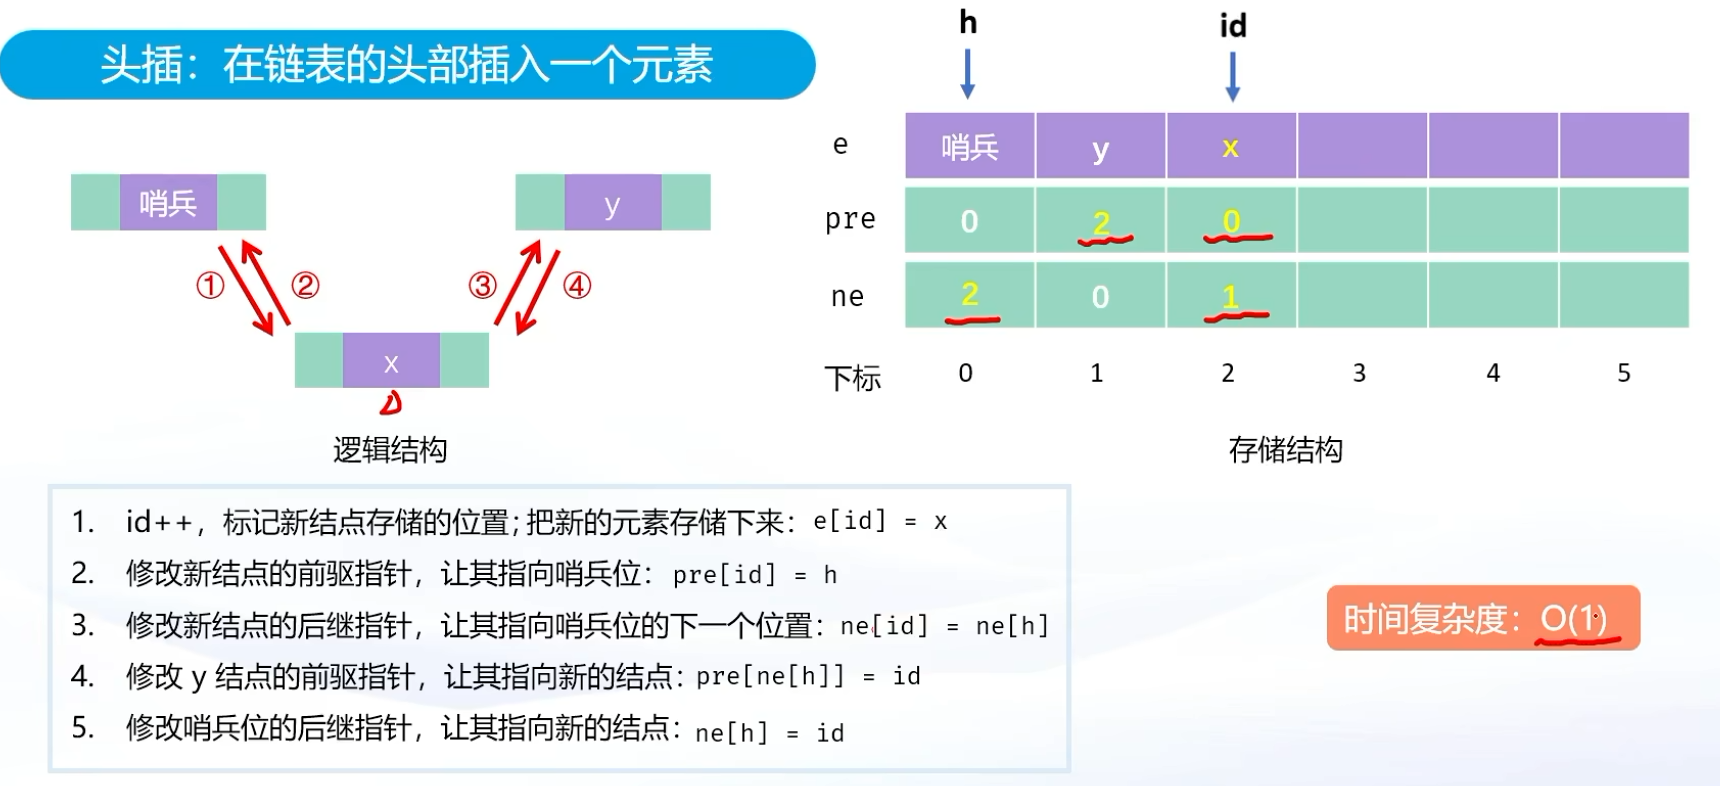 头插：在链表的头部插入一个元素
哨兵
y
① ② ③ ④
x
逻辑结构
h id
e 哨兵 y x
pre 0 2 0
ne 2 0 1
下标 0 1 2 3 4 5
存储结构
1. id++，标记新结点存储的位置；把新的元素存储下来：e[id] = x
2. 修改新结点的前驱指针，让其指向哨兵位：pre[id] = h
3. 修改新结点的后继指针，让其指向哨兵位的下一个位置：ne[id] = ne[h]
4. 修改 y 结点的前驱指针，让其指向新的结点：pre[ne[h]] = id
5. 修改哨兵位的后继指针，让其指向新的结点：ne[h] = id
时间复杂度：O(1)